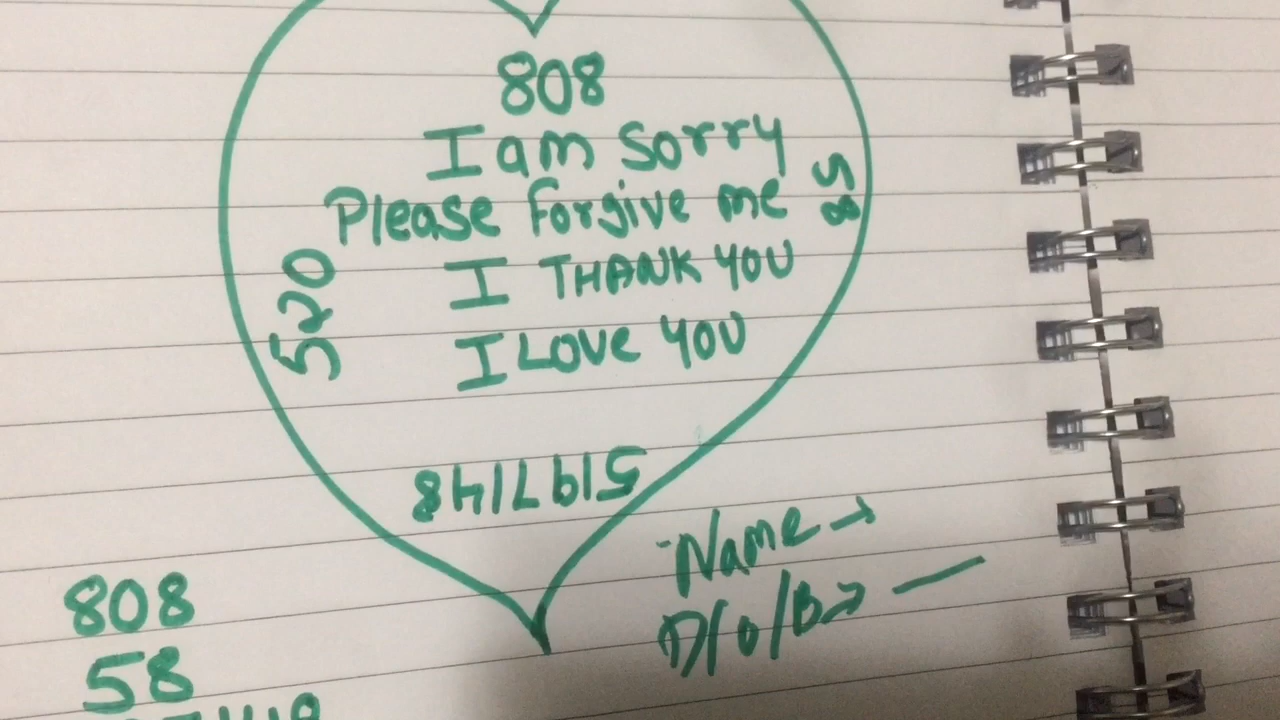 808
I am sorry
Please forgive me
58
I THANK YOU
520
I LOVE YOU
5197148
Name →
D/O/B → —
808
58